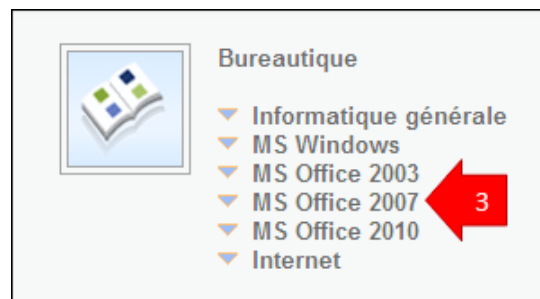 Bureautique
Informatique générale
MS Windows
MS Office 2003
MS Office 2007
3
MS Office 2010
Internet